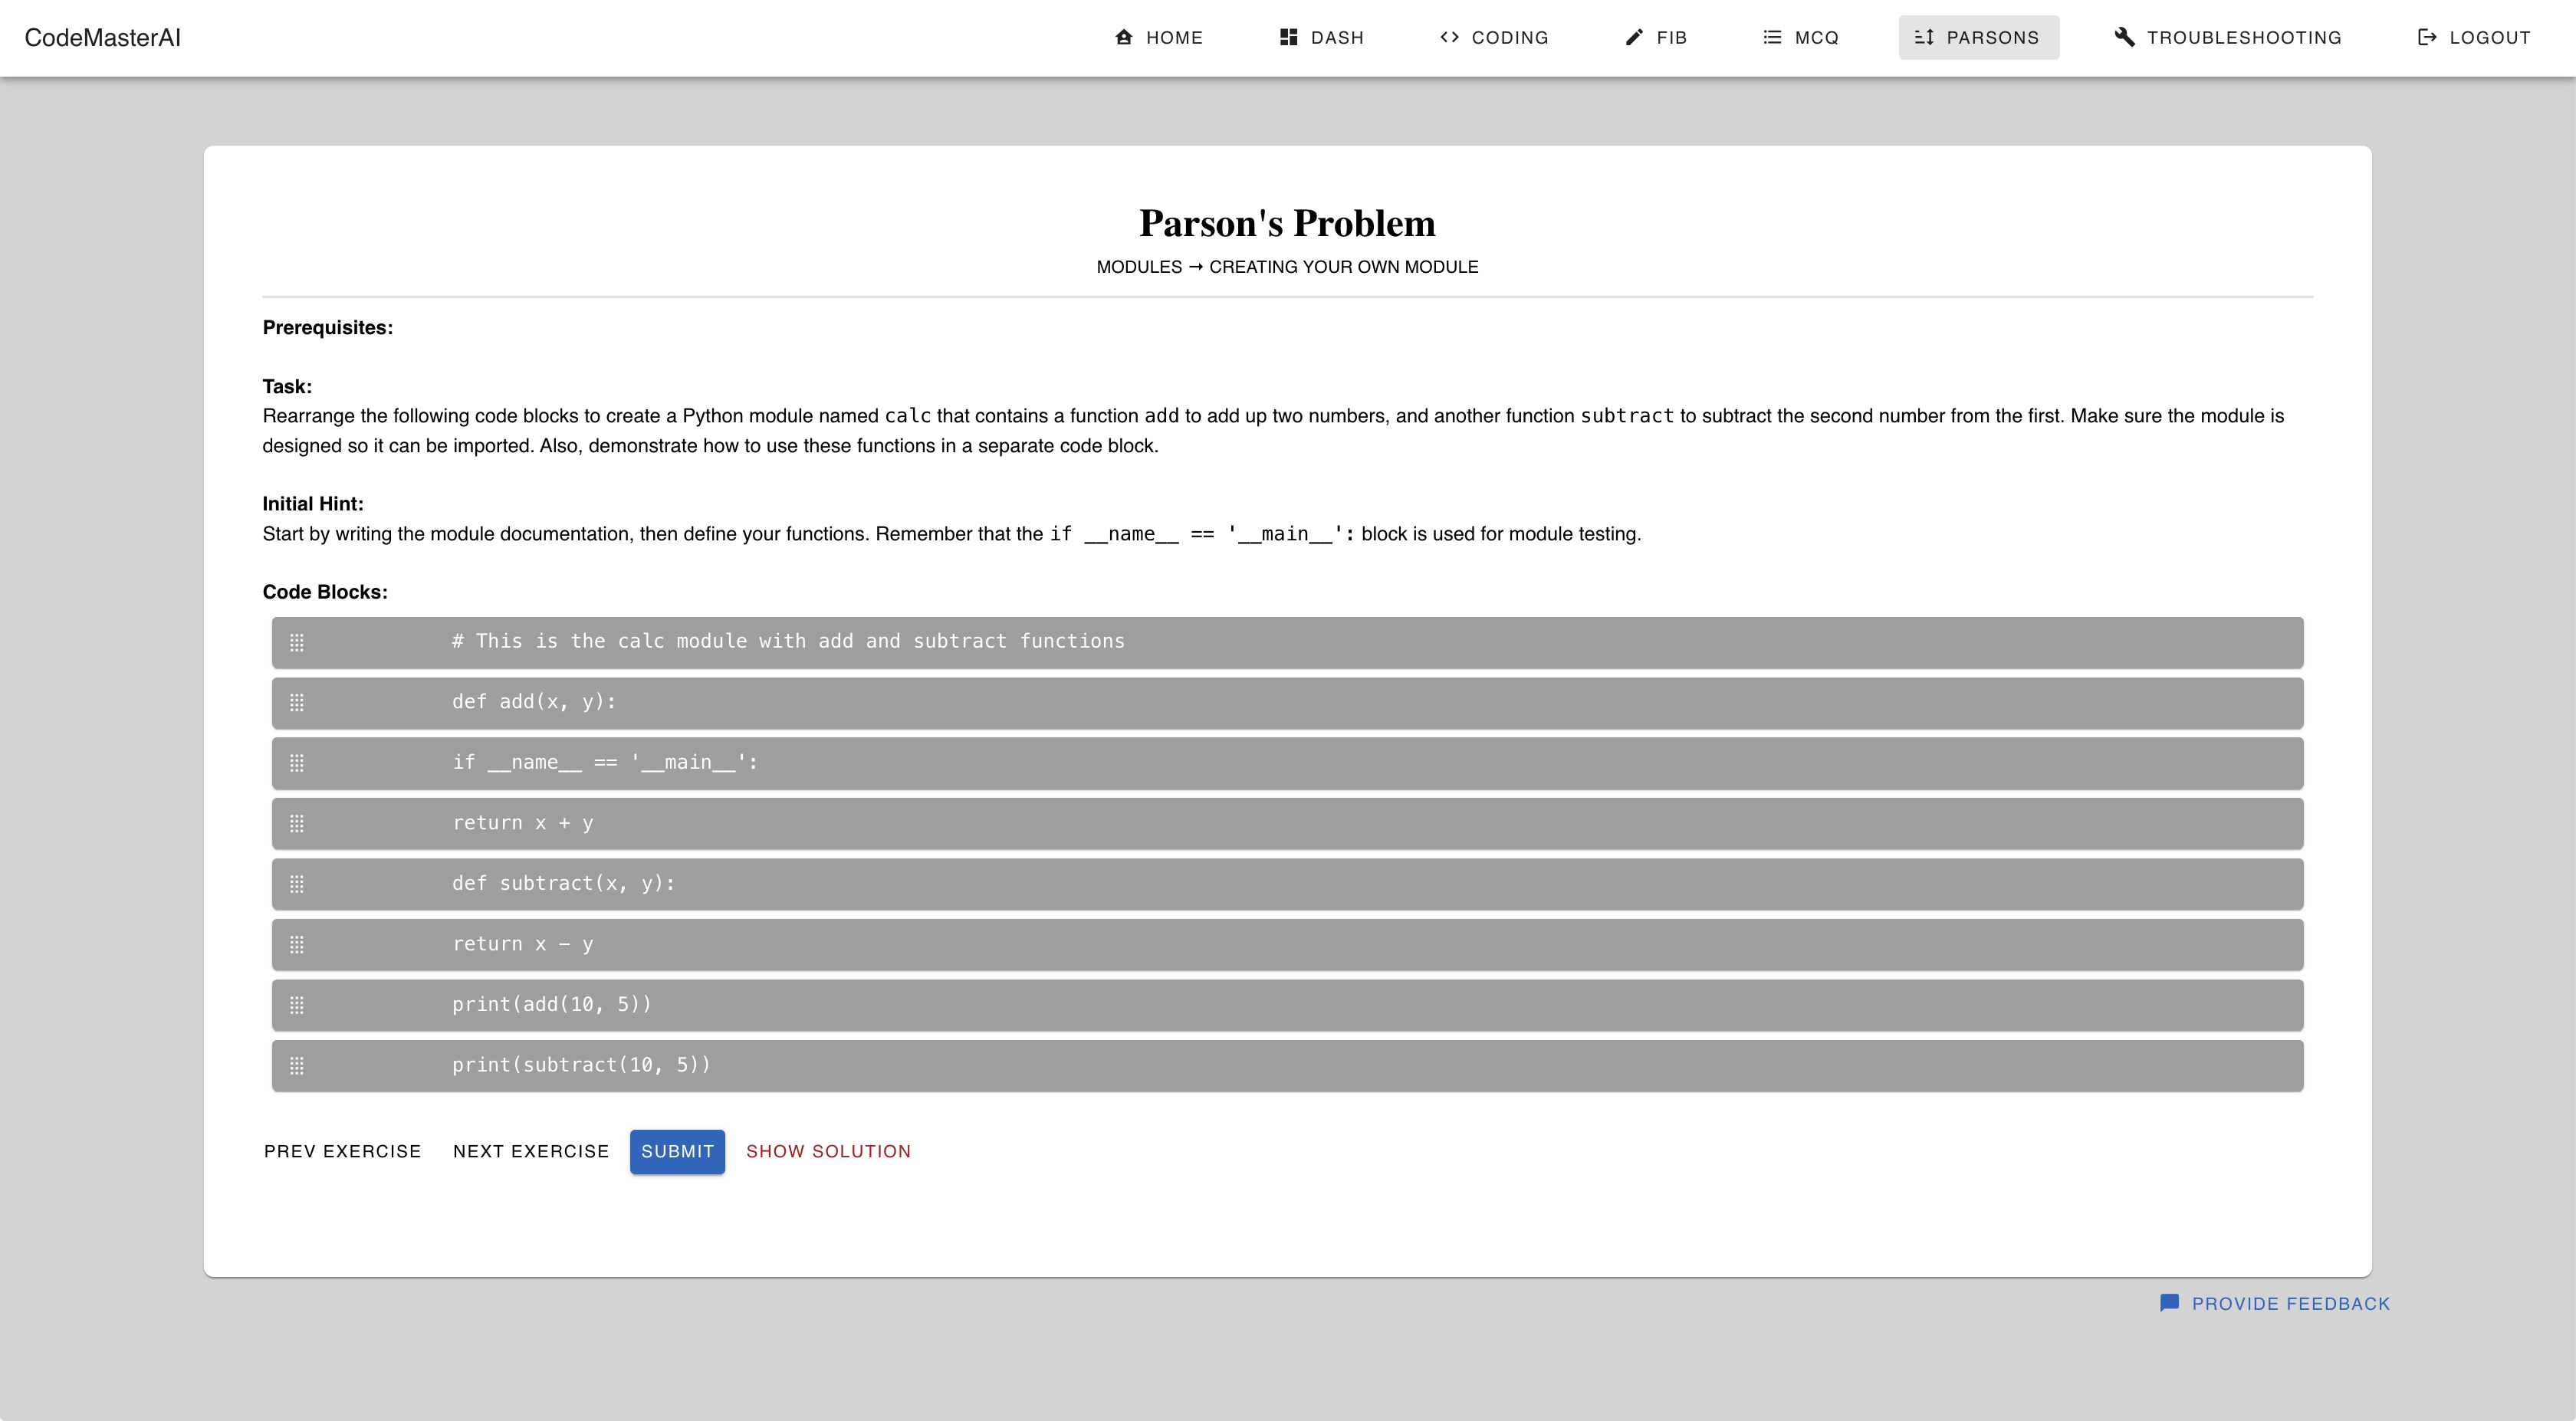 CodeMasterAI
HOME
DASH
CODING
FIB
MCQ
PARSONS
TROUBLESHOOTING
LOGOUT
Parson's Problem
MODULES → CREATING YOUR OWN MODULE
Prerequisites:
Task:
Rearrange the following code blocks to create a Python module named calc that contains a function add to add up two numbers, and another function subtract to subtract the second number from the first. Make sure the module is
designed so it can be imported. Also, demonstrate how to use these functions in a separate code block.
Initial Hint:
Start by writing the module documentation, then define your functions. Remember that the if __name__ == '__main__': block is used for module testing.
Code Blocks:
# This is the calc module with add and subtract functions
def add(x, y):
if __name__ == '__main__':
return x + y
def subtract(x, y):
return x - y
print(add(10, 5))
print(subtract(10, 5))
PREV EXERCISE
NEXT EXERCISE
SUBMIT
SHOW SOLUTION
PROVIDE FEEDBACK